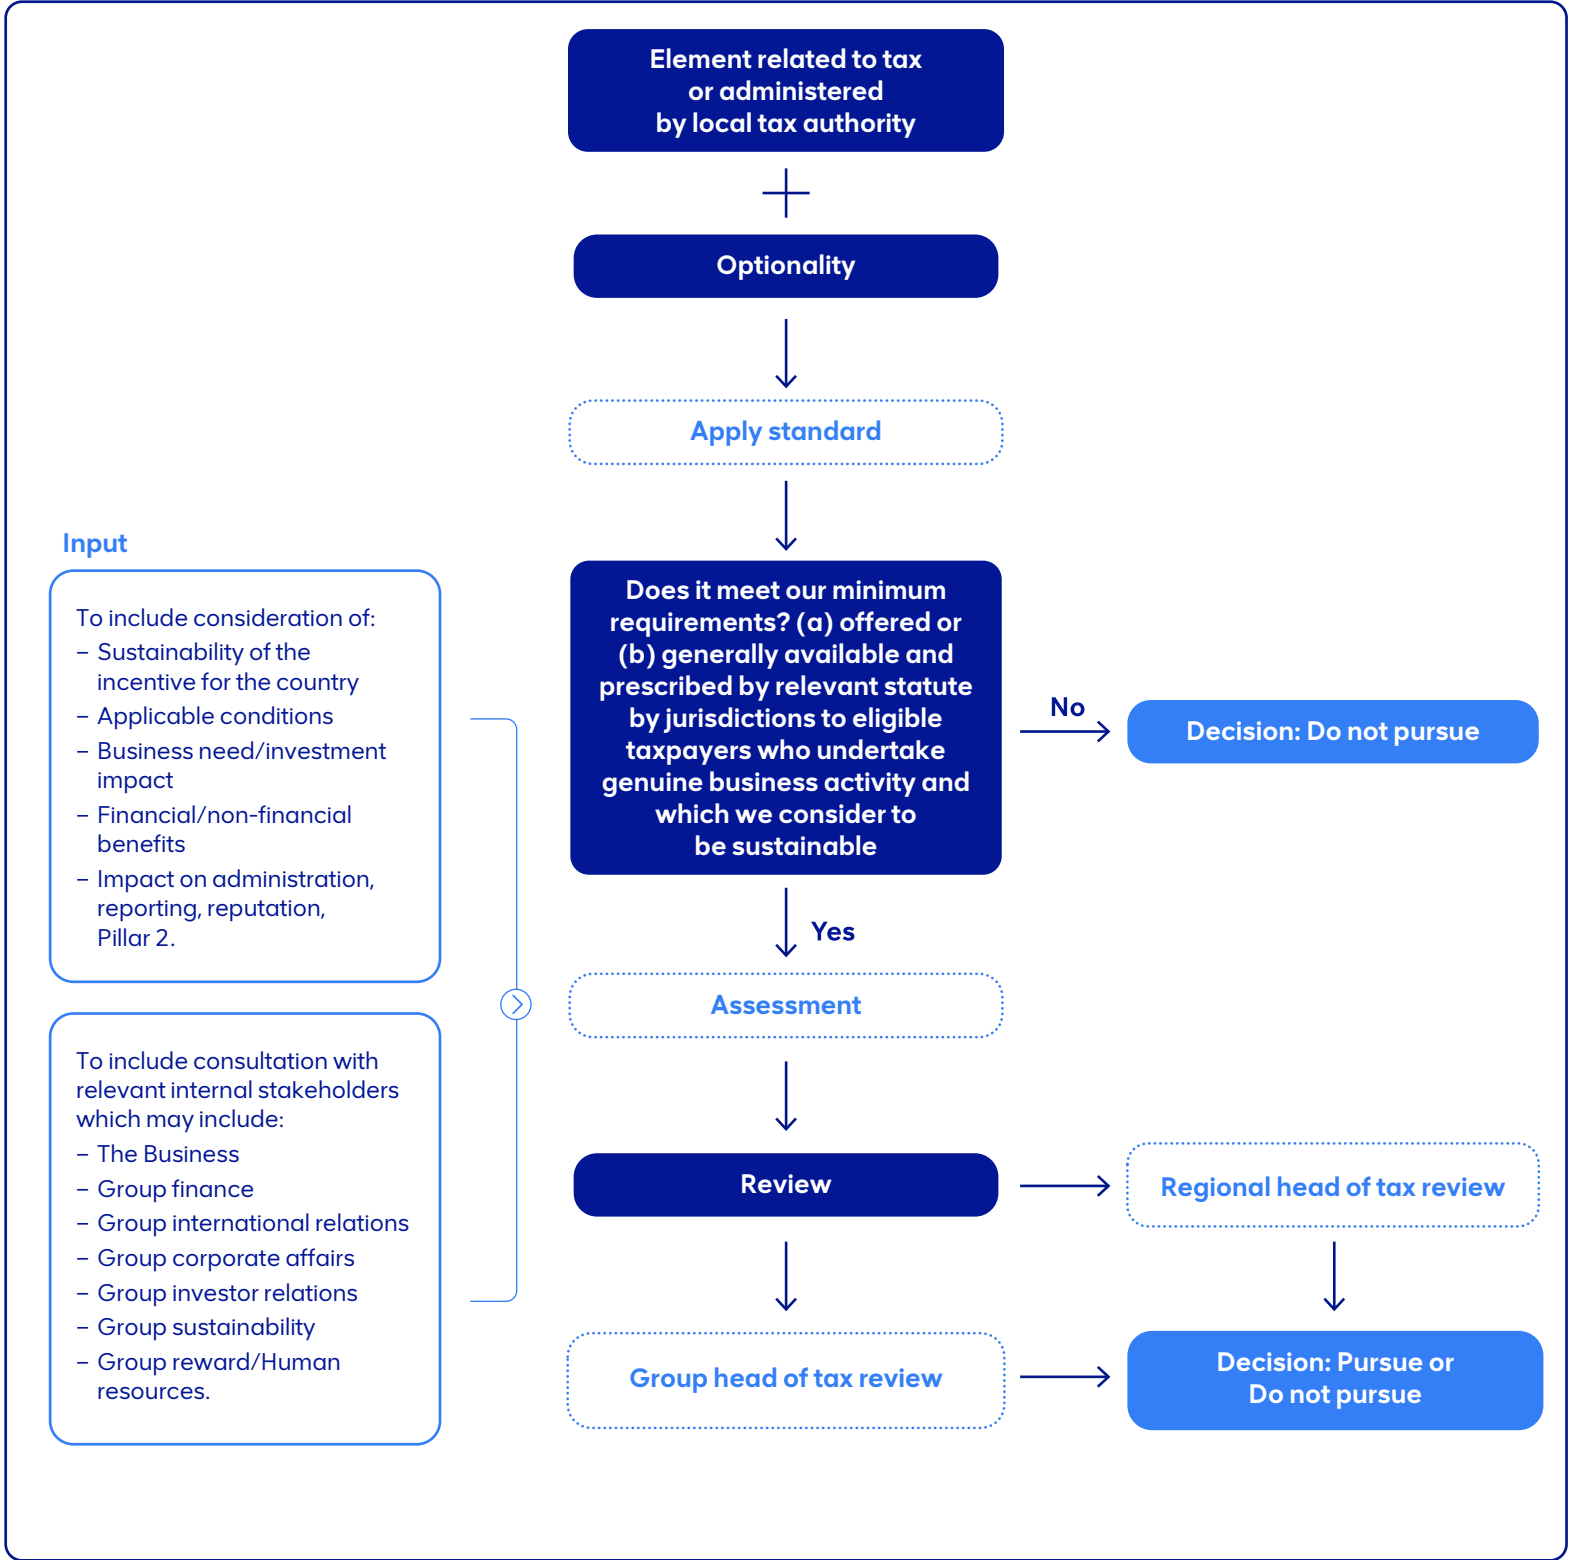 Element related to tax
or administered
by local tax authority
Optionality
Apply standard
Input
To include consideration of:
– Sustainability of the
incentive for the country
– Applicable conditions
– Business need/investment
impact
– Financial/non-financial
benefits
– Impact on administration,
reporting, reputation,
Pillar 2.
To include consultation with
relevant internal stakeholders
which may include:
– The Business
– Group finance
– Group international relations
– Group corporate affairs
– Group investor relations
– Group sustainability
– Group reward/Human
resources.
Does it meet our minimum
requirements? (a) offered or
(b) generally available and
prescribed by relevant statute
by jurisdictions to eligible
taxpayers who undertake
genuine business activity and
which we consider to
be sustainable
No
Decision: Do not pursue
Yes
Assessment
Review
Regional head of tax review
Group head of tax review
Decision: Pursue or
Do not pursue